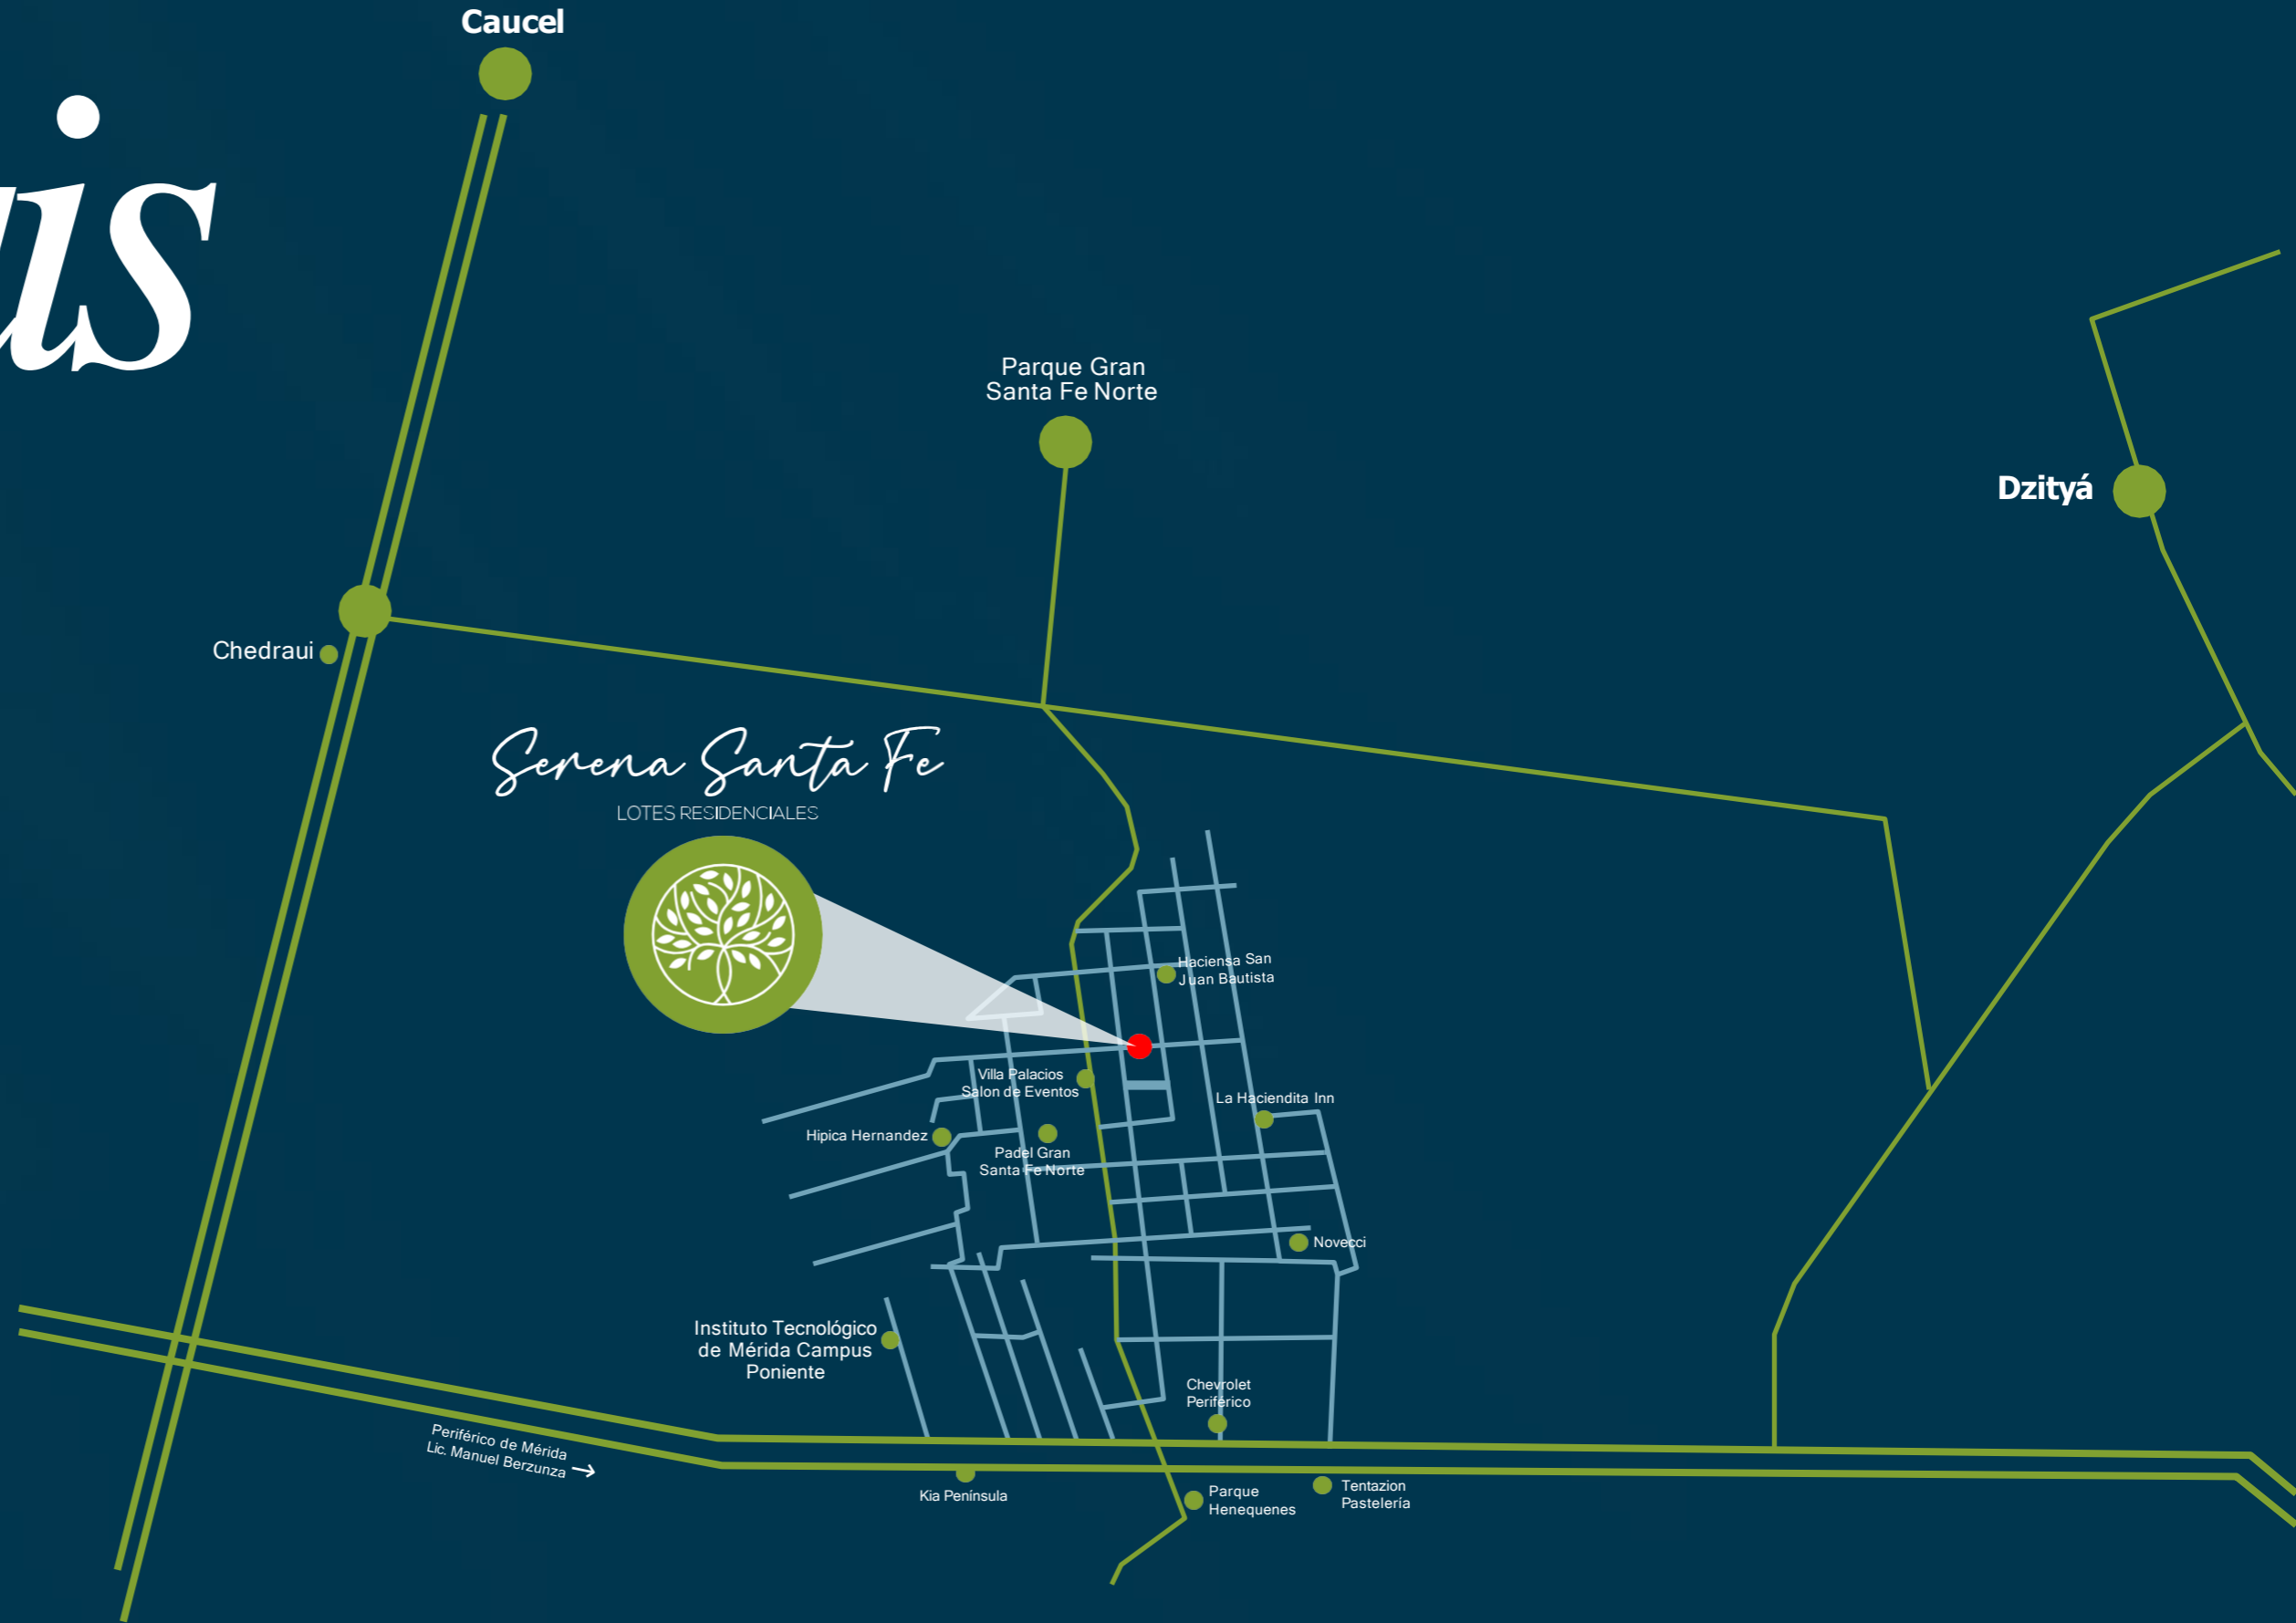 Caucel
is
Parque Gran
Santa Fe Norte
Dzityá
Chedraui
Serena Santa Fe
LOTES RESIDENCIALES
Haciensa San
Juan Bautista
Villa Palacios
Salon de Eventos
La Haciendita Inn
Hipica Hernandez
Padel Gran
Santa Fe Norte
Novecci
Instituto Tecnológico
de Mérida Campus
Poniente
Chevrolet
Periférico
Periférico de Mérida
Lic. Manuel Berzunza →
Kia Península
Parque
Henequenes
Tentazion
Pastelería